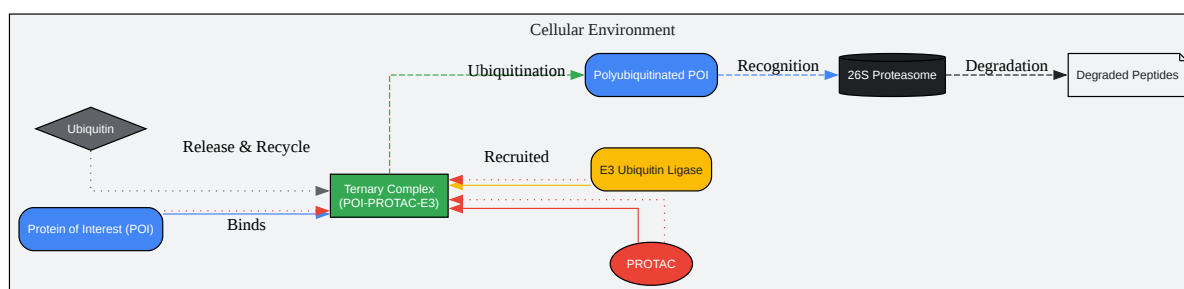 Cellular Environment
Ubiquitination
Polyubiquitinated POI
Recognition
26S Proteasome
Degradation
Degraded Peptides
Ubiquitin
Release & Recycle
Recruited
E3 Ubiquitin Ligase
Ternary Complex
(POI-PROTAC-E3)
Protein of Interest (POI)
Binds
PROTAC